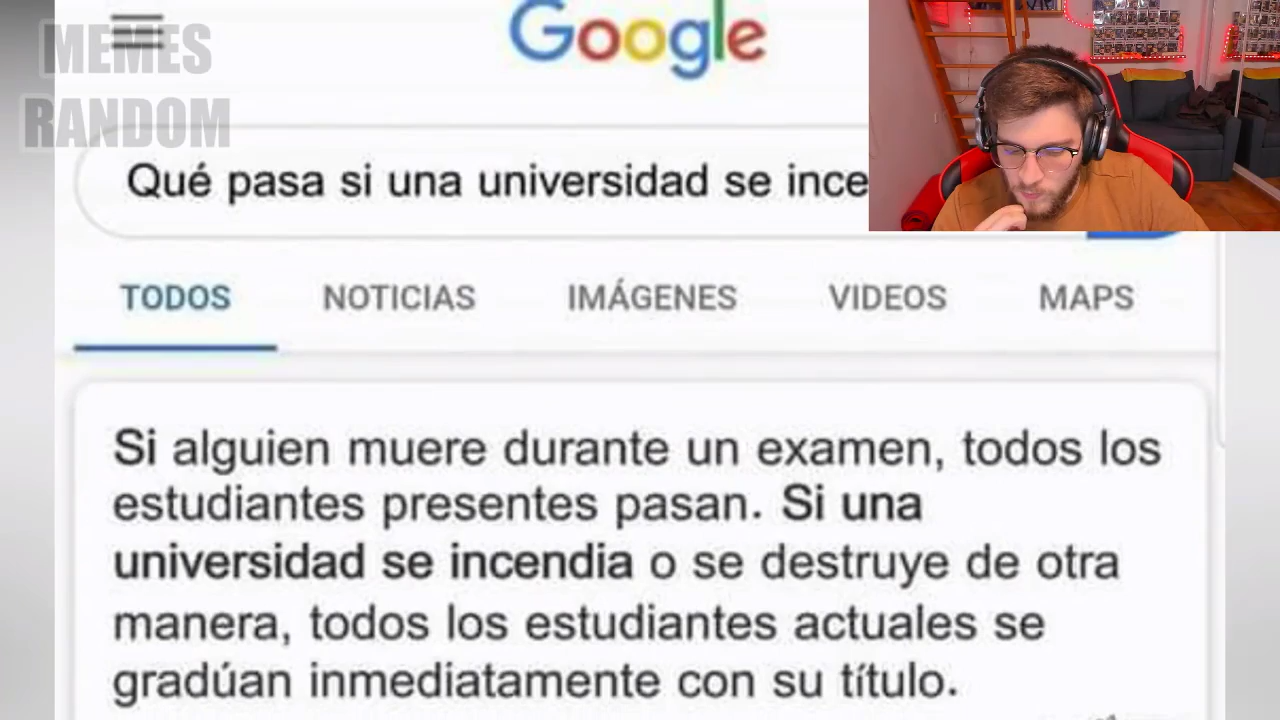 MEMES
RANDOM
Google
Qué pasa si una universidad se ince
TODOS NOTICIAS IMÁGENES VIDEOS MAPS
Si alguien muere durante un examen, todos los
estudiantes presentes pasan. Si una
universidad se incendia o se destruye de otra
manera, todos los estudiantes actuales se
gradúan inmediatamente con su título.